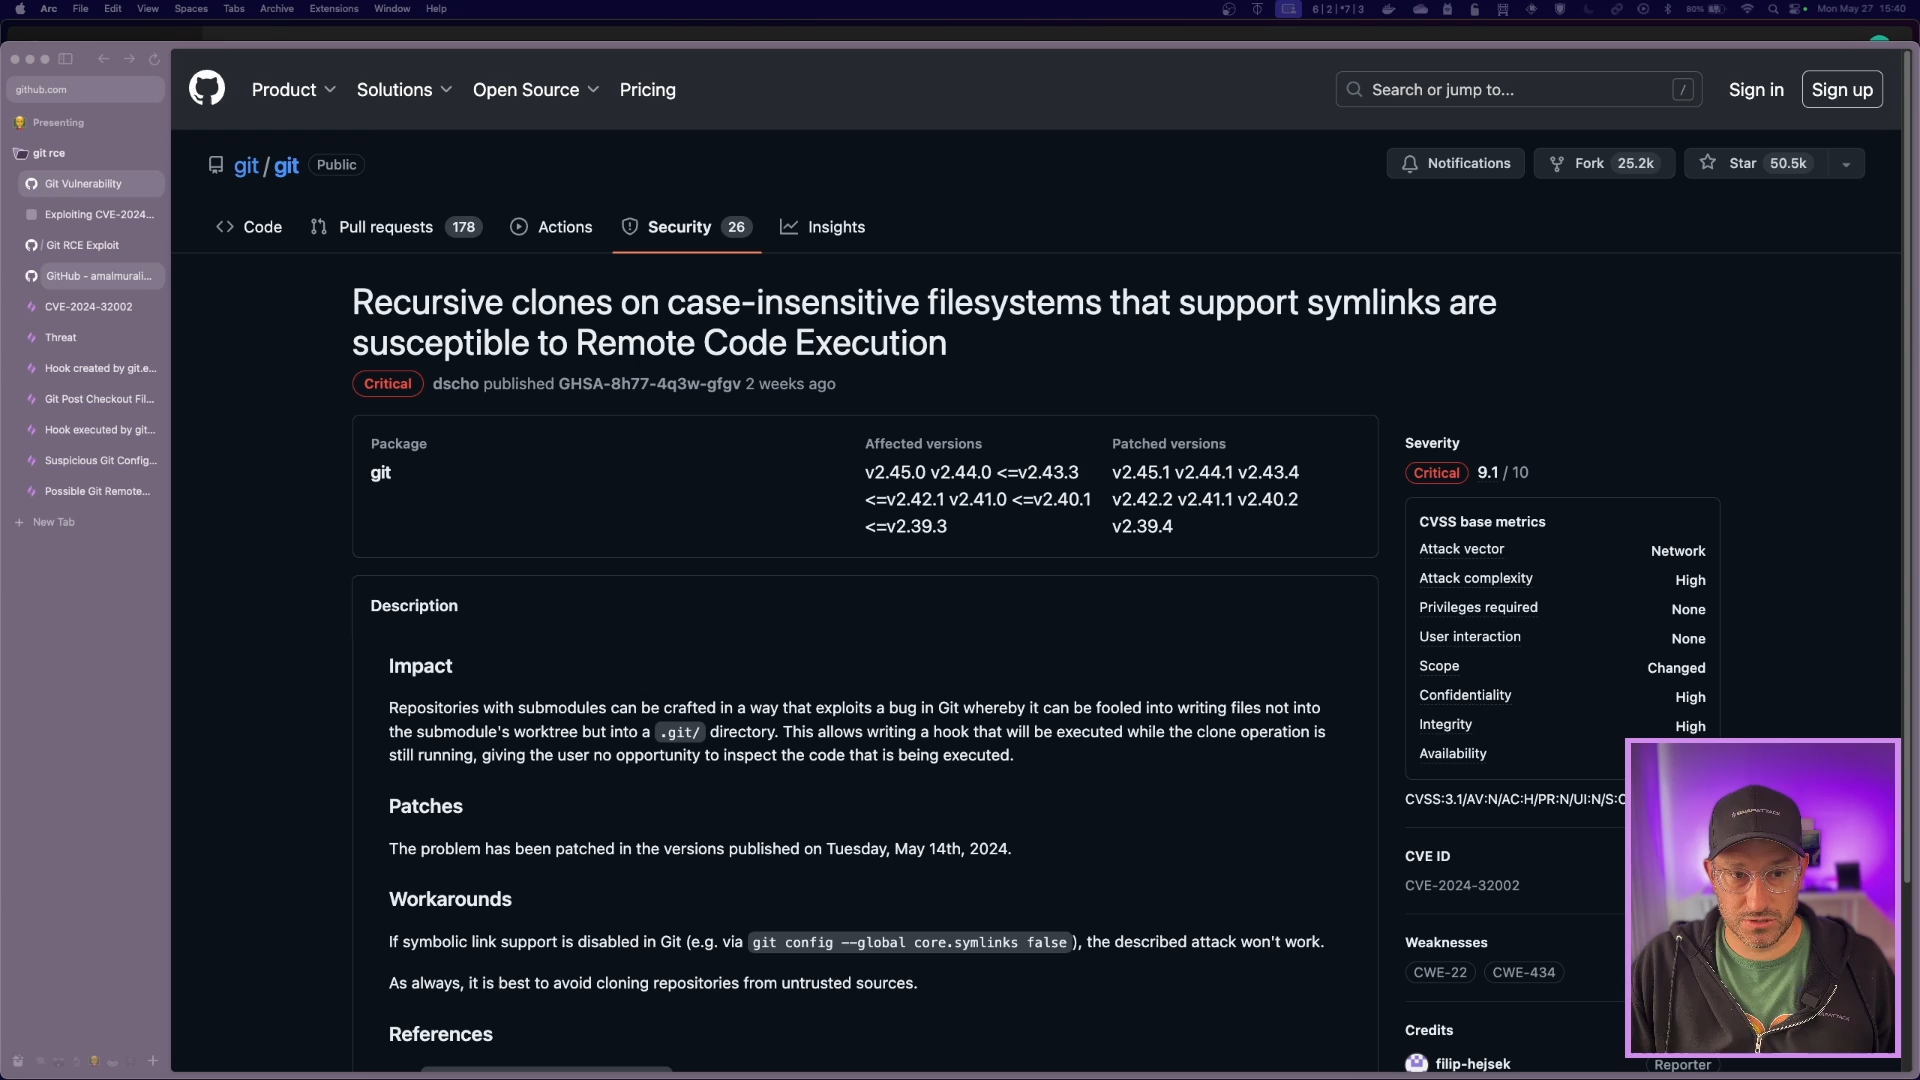 Arc File Edit View Spaces Tabs Archive Extensions Window Help
6 | 2 | *7 | 3
80%
Mon May 27 15:40
github.com
Presenting
git rce
Git Vulnerability
Exploiting CVE-2024...
Git RCE Exploit
GitHub - amalmurali...
CVE-2024-32002
Threat
Hook created by git.e...
Git Post Checkout Fil...
Hook executed by git...
Suspicious Git Config...
Possible Git Remote...
+ New Tab
Product Solutions Open Source Pricing
Search or jump to... /
Sign in Sign up
git / git Public
Notifications Fork 25.2k Star 50.5k
Code Pull requests 178 Actions Security 26 Insights
Recursive clones on case-insensitive filesystems that support symlinks are
susceptible to Remote Code Execution
Critical dscho published GHSA-8h77-4q3w-gfgv 2 weeks ago
Package Affected versions Patched versions
git v2.45.0 v2.44.0 <=v2.43.3 v2.45.1 v2.44.1 v2.43.4
<=v2.42.1 v2.41.0 <=v2.40.1 v2.42.2 v2.41.1 v2.40.2
<=v2.39.3 v2.39.4
Description
Impact
Repositories with submodules can be crafted in a way that exploits a bug in Git whereby it can be fooled into writing files not into
the submodule's worktree but into a .git/ directory. This allows writing a hook that will be executed while the clone operation is
still running, giving the user no opportunity to inspect the code that is being executed.
Patches
The problem has been patched in the versions published on Tuesday, May 14th, 2024.
Workarounds
If symbolic link support is disabled in Git (e.g. via git config --global core.symlinks false), the described attack won't work.
As always, it is best to avoid cloning repositories from untrusted sources.
References
Severity
Critical 9.1 / 10
CVSS base metrics
Attack vector Network
Attack complexity High
Privileges required None
User interaction None
Scope Changed
Confidentiality High
Integrity High
Availability
CVSS:3.1/AV:N/AC:H/PR:N/UI:N/S:C
CVE ID
CVE-2024-32002
Weaknesses
CWE-22 CWE-434
Credits
filip-hejsek Reporter
SNAPATTACK